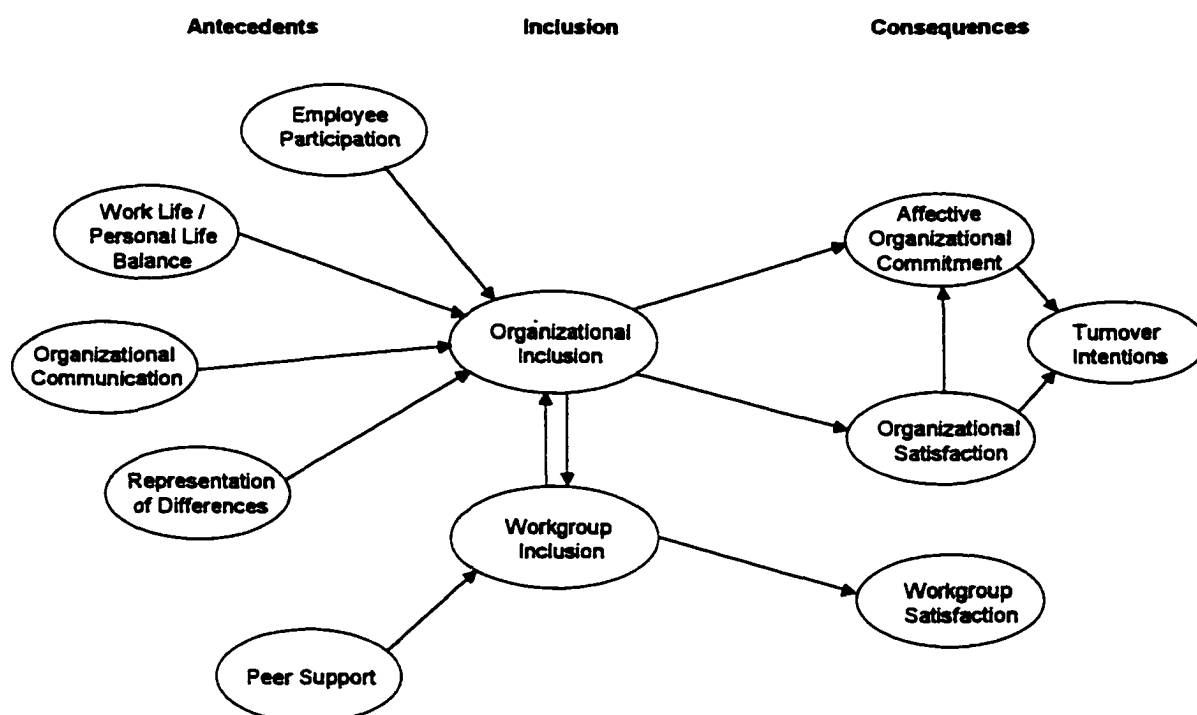 Antecedents
Inclusion
Consequences
Employee
Participation
Work Life /
Personal Life
Balance
Affective
Organizational
Commitment
Organizational
Inclusion
Turnover
Intentions
Organizational
Communication
Organizational
Satisfaction
Representation
of Differences
Workgroup
Inclusion
Workgroup
Satisfaction
Peer Support